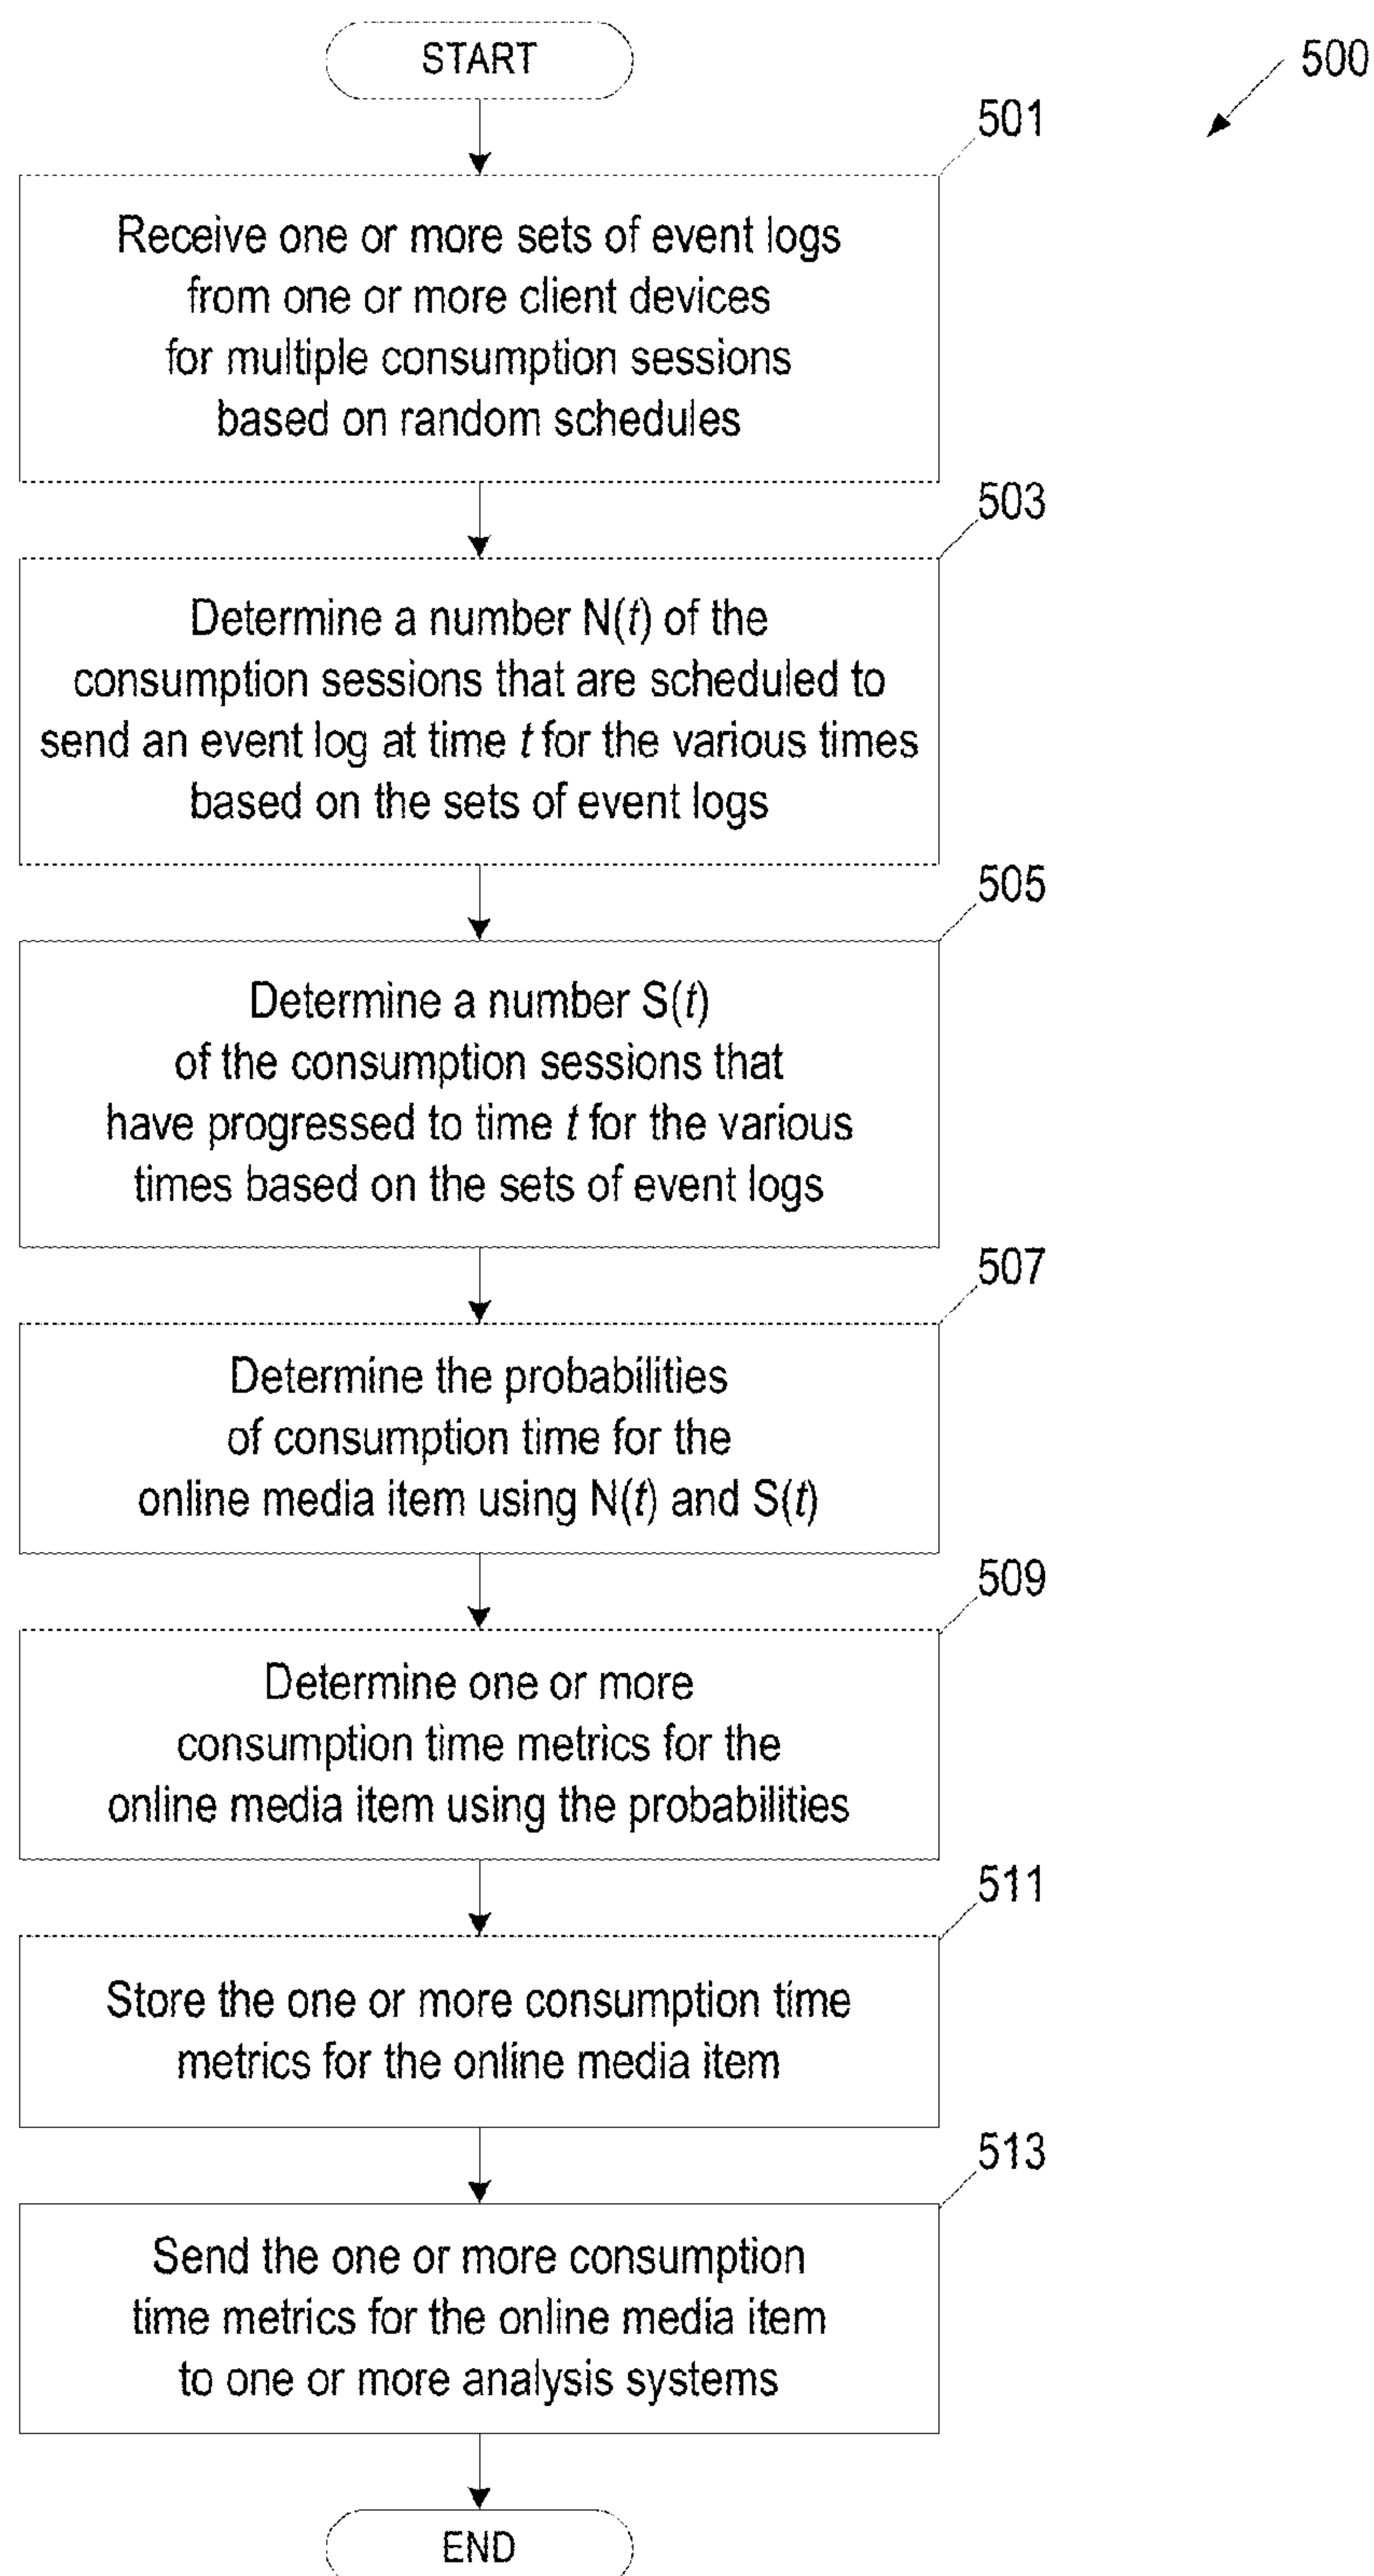 START
500
501
Receive one or more sets of event logs
from one or more client devices
for multiple consumption sessions
based on random schedules
503
Determine a number N(t) of the
consumption sessions that are scheduled to
send an event log at time t for the various times
based on the sets of event logs
505
Determine a number S(t)
of the consumption sessions that
have progressed to time t for the various
times based on the sets of event logs
507
Determine the probabilities
of consumption time for the
online media item using N(t) and S(t)
509
Determine one or more
consumption time metrics for the
online media item using the probabilities
511
Store the one or more consumption time
metrics for the online media item
513
Send the one or more consumption
time metrics for the online media item
to one or more analysis systems
END